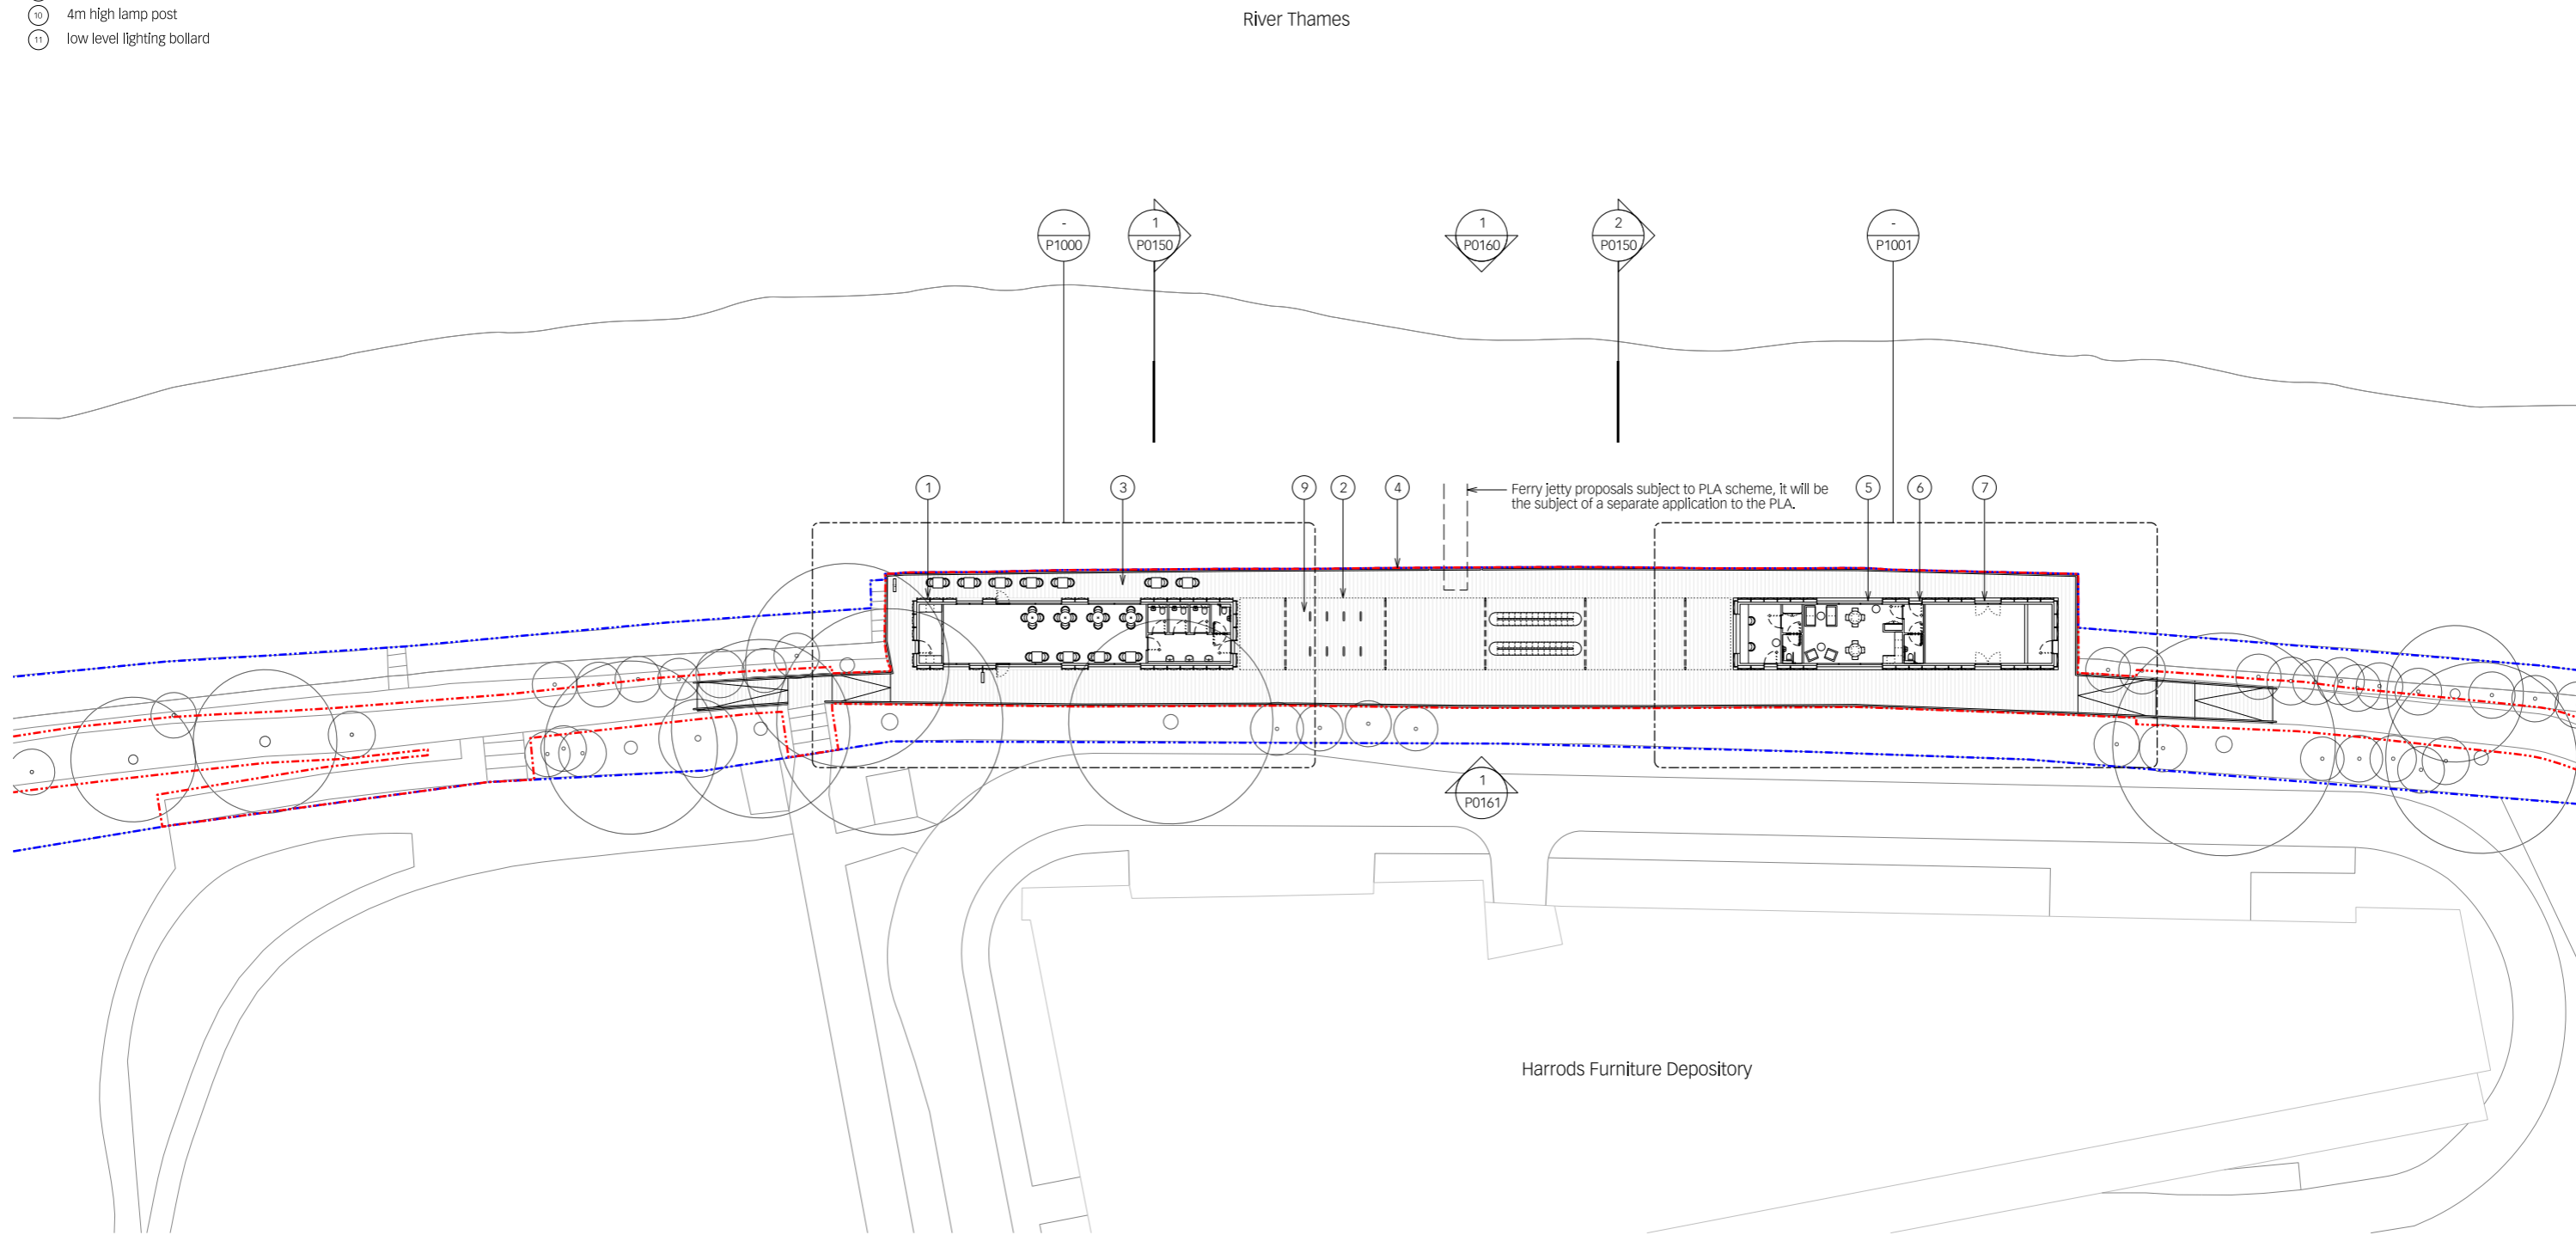 10 4m high lamp post
11 low level lighting bollard
River Thames
-
P1000
1
P0150
1
P0160
2
P0150
-
P1001
1
3
9
2
4
Ferry jetty proposals subject to PLA scheme, it will be
the subject of a separate application to the PLA.
5
6
7
1
P0161
Harrods Furniture Depository